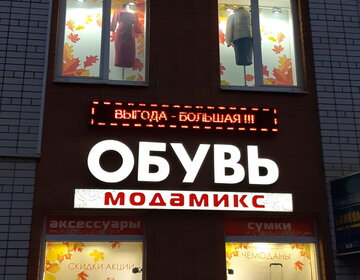 ВЫГОДА - БОЛЬШАЯ !!!
ОБУВЬ
модамикс
аксессуары
сумки
СКИДКИ АКЦИИ
ЧЕМОДАНЫ